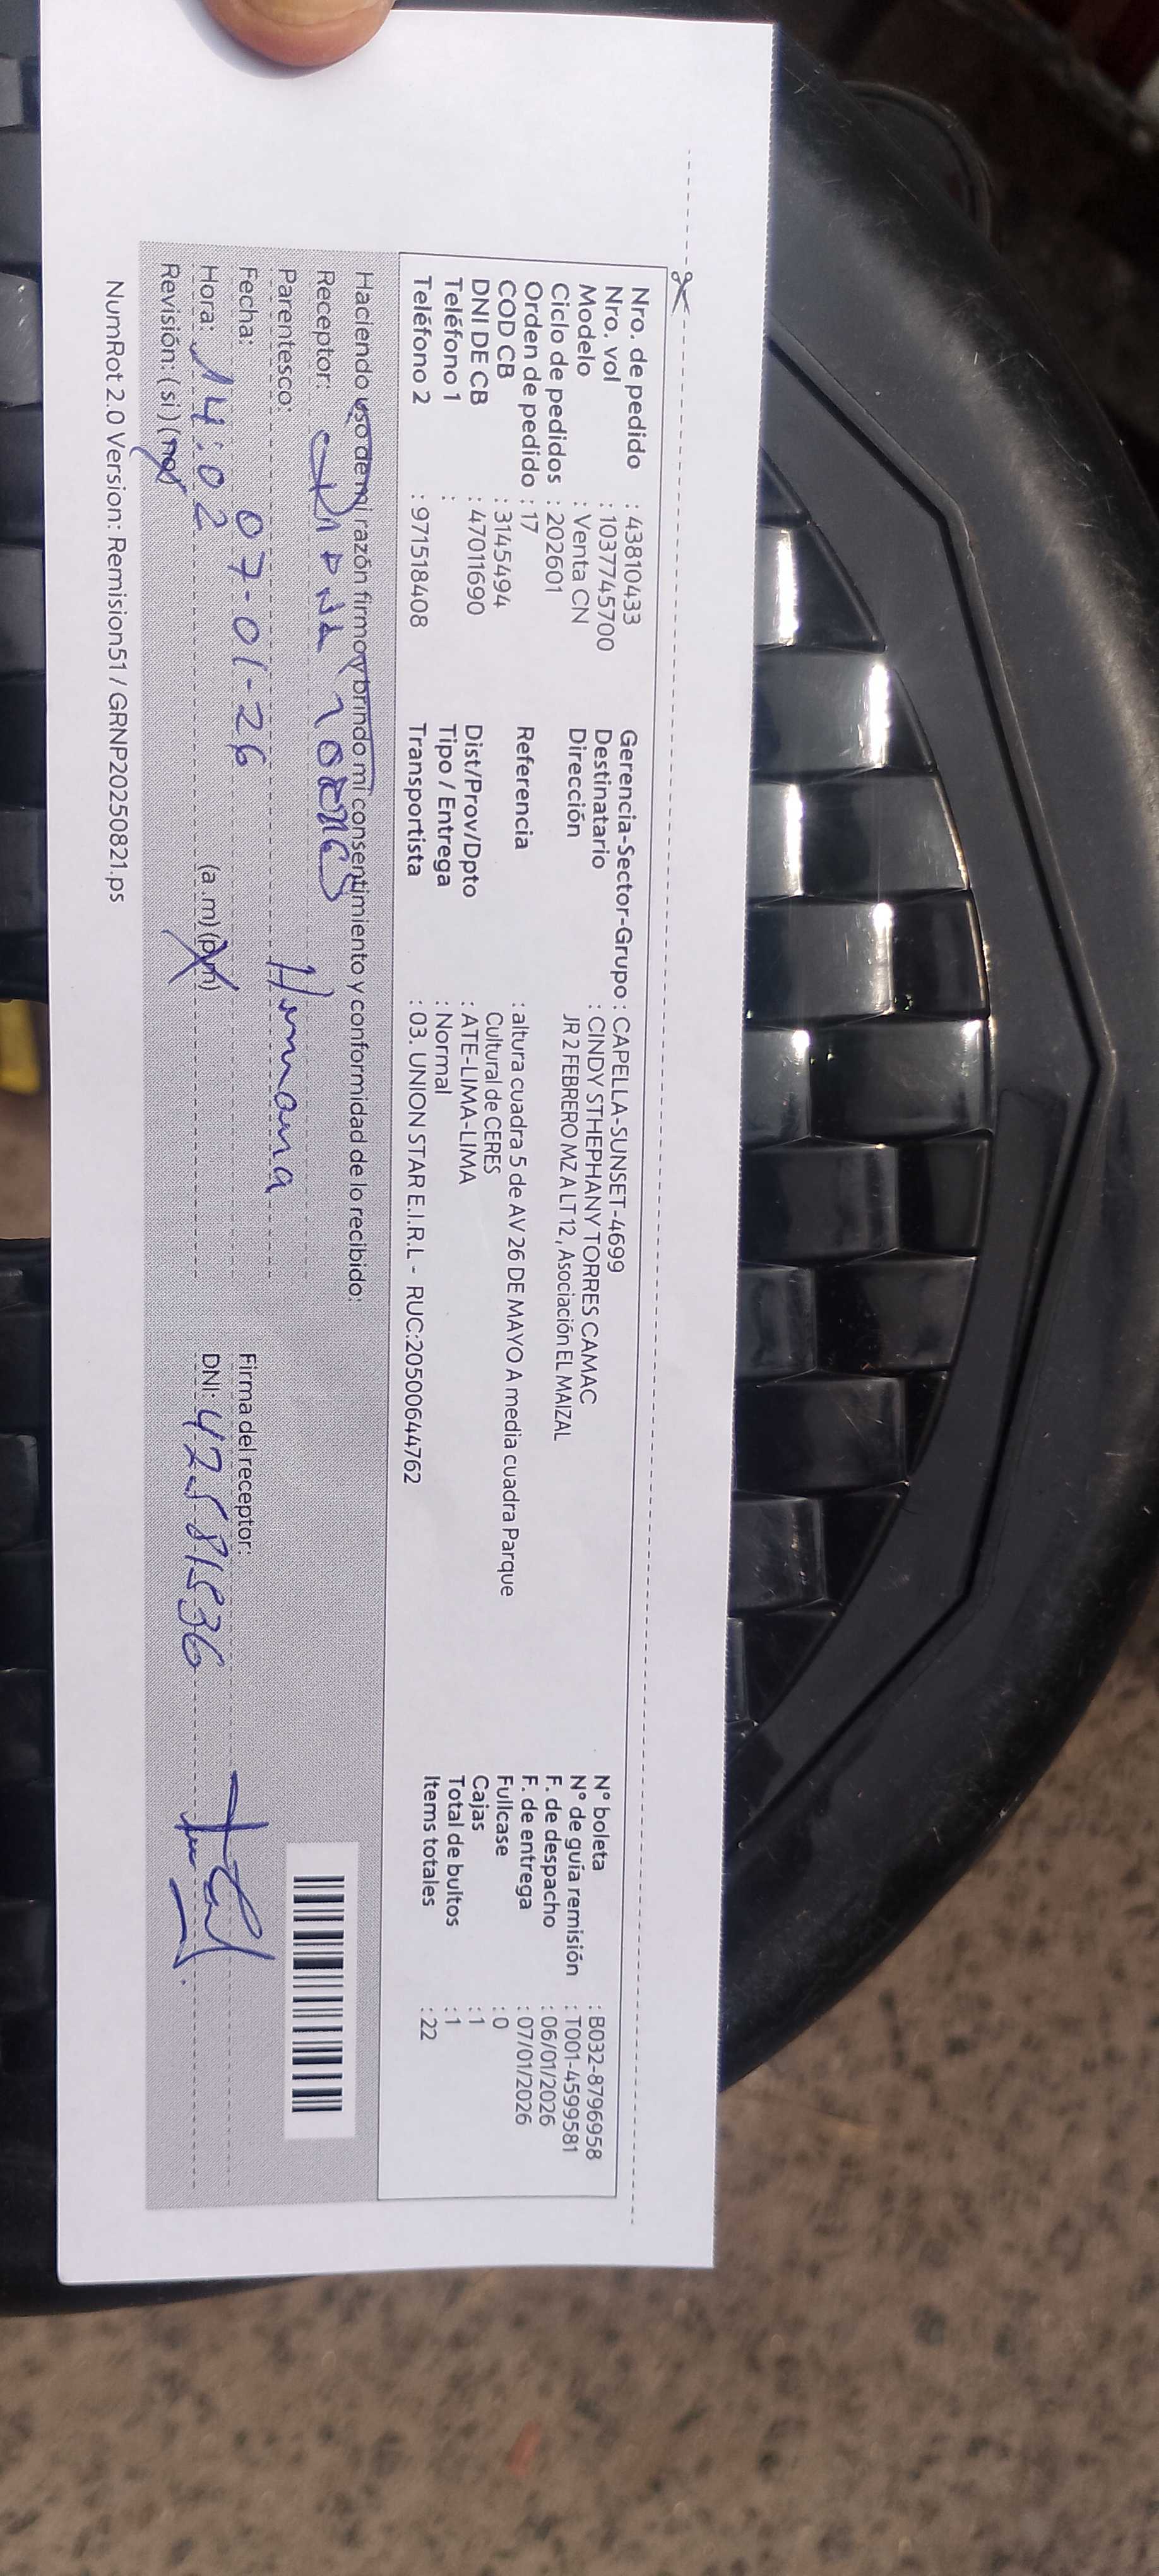 Nro. de pedido : 43810433
Nro. vol : 1037745700
Modelo : Venta CN
Ciclo de pedidos : 202601
Orden de pedido : 17
COD CB : 3145494
DNI DE CB : 47011690
Teléfono 1 :
Teléfono 2 : 971518408
Gerencia-Sector-Grupo : CAPELLA-SUNSET-4699
Destinatario : CINDY STHEPHANY TORRES CAMAC
Dirección JR 2 FEBRERO MZ A LT 12 , Asociación EL MAIZAL
Referencia : altura cuadra 5 de AV 26 DE MAYO A media cuadra Parque
Cultural de CERES
Dist/Prov/Dpto : ATE-LIMA-LIMA
Tipo / Entrega : Normal
Transportista : 03. UNION STAR E.I.R.L - RUC:20500644762
N° boleta : B032-8796958
N° de guía remisión : T001-4599581
F. de despacho : 06/01/2026
F. de entrega : 07/01/2026
Fullcase : 0
Cajas : 1
Total de bultos : 1
Items totales : 22
Haciendo uso de mi razón firmo y brindo mi consentimiento y conformidad de lo recibido:
Receptor: Torres
Parentesco: Hermana
Fecha: 07-01-26
Hora: 14:02 (a.m) (p.m)
Revisión: (si) (no)
Firma del receptor:
DNI: 42581836
NumRot 2.0 Version: Remision51 / GRNP20250821.ps